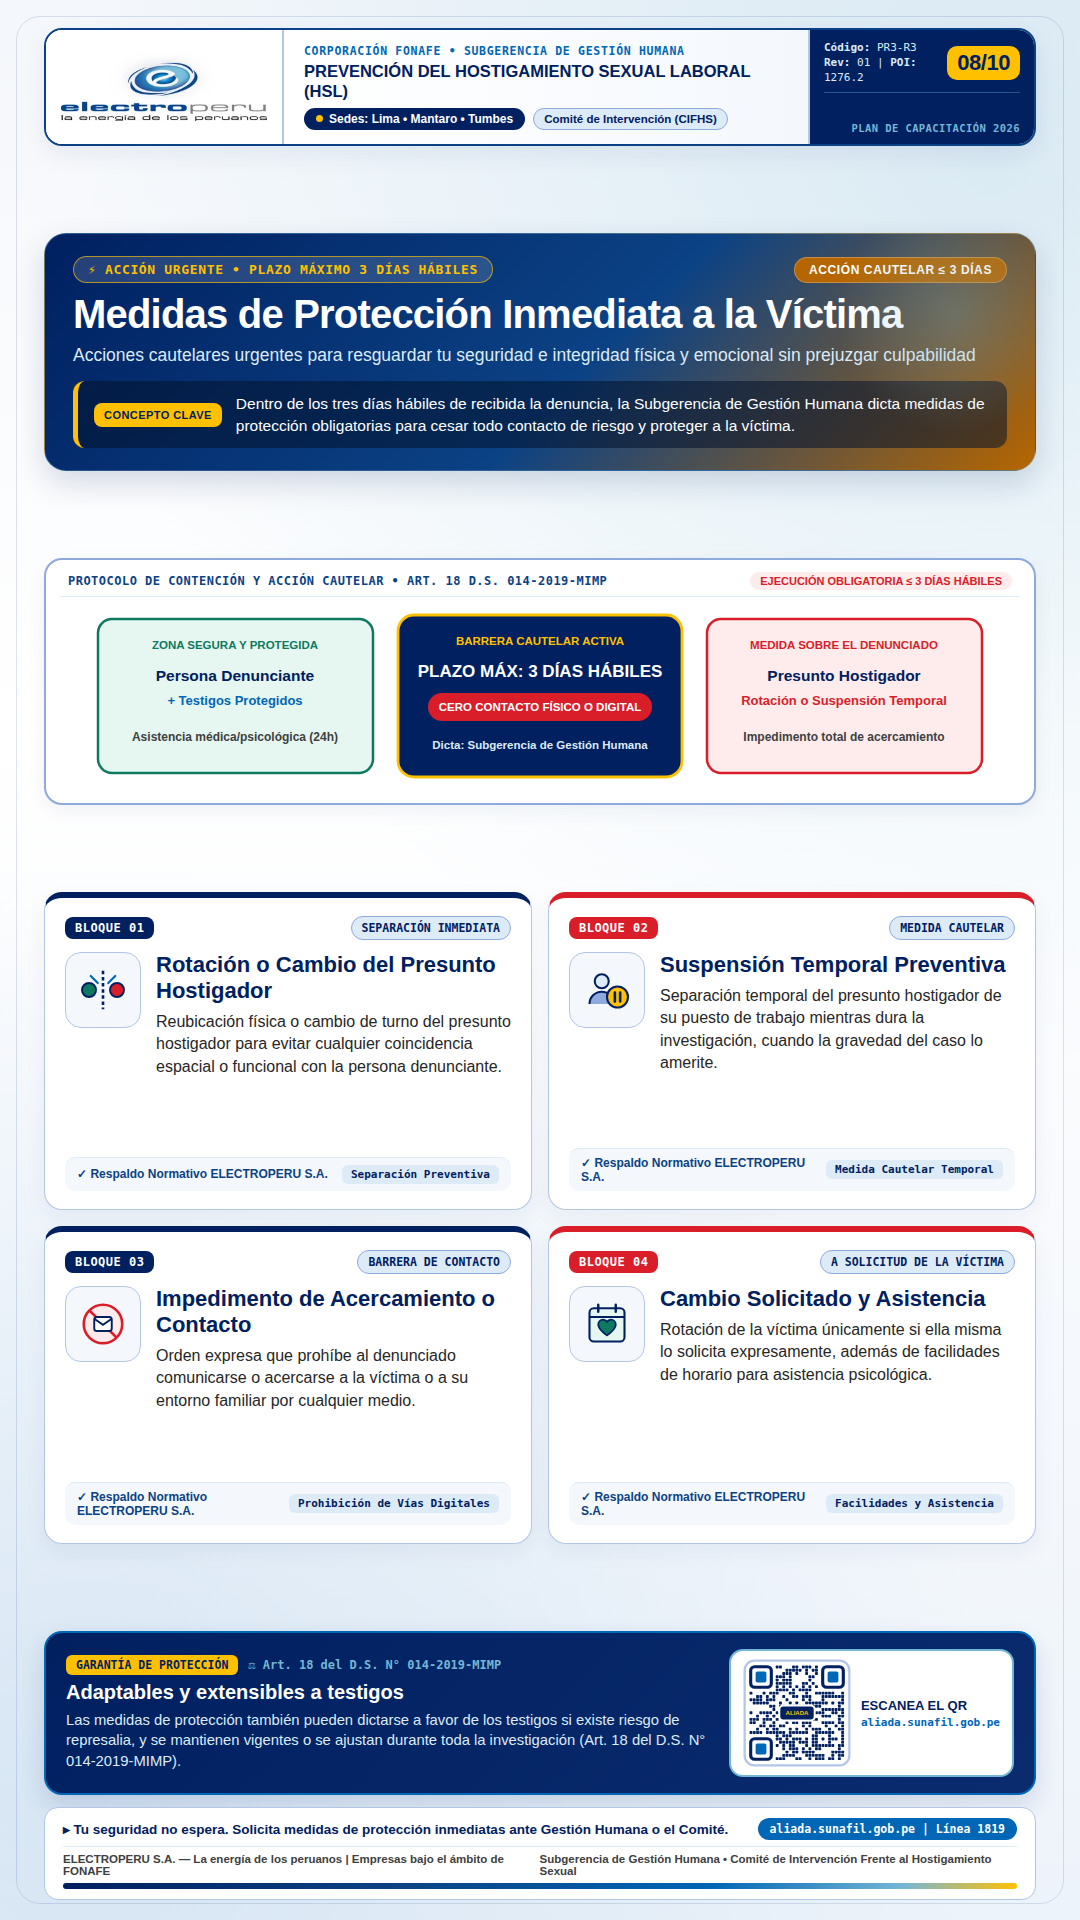 electroperu
la energía de los peruanos
CORPORACIÓN FONAFE • SUBGERENCIA DE GESTIÓN HUMANA
PREVENCIÓN DEL HOSTIGAMIENTO SEXUAL LABORAL
(HSL)
Sedes: Lima • Mantaro • Tumbes
Comité de Intervención (CIFHS)
Código: PR3-R3
Rev: 01 | POI:
1276.2
08/10
PLAN DE CAPACITACIÓN 2026
⚡ ACCIÓN URGENTE • PLAZO MÁXIMO 3 DÍAS HÁBILES
ACCIÓN CAUTELAR ≤ 3 DÍAS
Medidas de Protección Inmediata a la Víctima
Acciones cautelares urgentes para resguardar tu seguridad e integridad física y emocional sin prejuzgar culpabilidad
CONCEPTO CLAVE
Dentro de los tres días hábiles de recibida la denuncia, la Subgerencia de Gestión Humana dicta medidas de
protección obligatorias para cesar todo contacto de riesgo y proteger a la víctima.
PROTOCOLO DE CONTENCIÓN Y ACCIÓN CAUTELAR • ART. 18 D.S. 014-2019-MIMP
EJECUCIÓN OBLIGATORIA ≤ 3 DÍAS HÁBILES
ZONA SEGURA Y PROTEGIDA
Persona Denunciante
+ Testigos Protegidos
Asistencia médica/psicológica (24h)
BARRERA CAUTELAR ACTIVA
PLAZO MÁX: 3 DÍAS HÁBILES
CERO CONTACTO FÍSICO O DIGITAL
Dicta: Subgerencia de Gestión Humana
MEDIDA SOBRE EL DENUNCIADO
Presunto Hostigador
Rotación o Suspensión Temporal
Impedimento total de acercamiento
BLOQUE 01
SEPARACIÓN INMEDIATA
Rotación o Cambio del Presunto
Hostigador
Reubicación física o cambio de turno del presunto
hostigador para evitar cualquier coincidencia
espacial o funcional con la persona denunciante.
✓ Respaldo Normativo ELECTROPERU S.A.
Separación Preventiva
BLOQUE 02
MEDIDA CAUTELAR
Suspensión Temporal Preventiva
Separación temporal del presunto hostigador de
su puesto de trabajo mientras dura la
investigación, cuando la gravedad del caso lo
amerite.
✓ Respaldo Normativo ELECTROPERU
S.A.
Medida Cautelar Temporal
BLOQUE 03
BARRERA DE CONTACTO
Impedimento de Acercamiento o
Contacto
Orden expresa que prohíbe al denunciado
comunicarse o acercarse a la víctima o a su
entorno familiar por cualquier medio.
✓ Respaldo Normativo
ELECTROPERU S.A.
Prohibición de Vías Digitales
BLOQUE 04
A SOLICITUD DE LA VÍCTIMA
Cambio Solicitado y Asistencia
Rotación de la víctima únicamente si ella misma
lo solicita expresamente, además de facilidades
de horario para asistencia psicológica.
✓ Respaldo Normativo ELECTROPERU
S.A.
Facilidades y Asistencia
GARANTÍA DE PROTECCIÓN
⚖ Art. 18 del D.S. N° 014-2019-MIMP
Adaptables y extensibles a testigos
Las medidas de protección también pueden dictarse a favor de los testigos si existe riesgo de
represalia, y se mantienen vigentes o se ajustan durante toda la investigación (Art. 18 del D.S. N°
014-2019-MIMP).
ALIADA
ESCANEA EL QR
aliada.sunafil.gob.pe
▸ Tu seguridad no espera. Solicita medidas de protección inmediatas ante Gestión Humana o el Comité.
aliada.sunafil.gob.pe | Línea 1819
ELECTROPERU S.A. — La energía de los peruanos | Empresas bajo el ámbito de
FONAFE
Subgerencia de Gestión Humana • Comité de Intervención Frente al Hostigamiento
Sexual